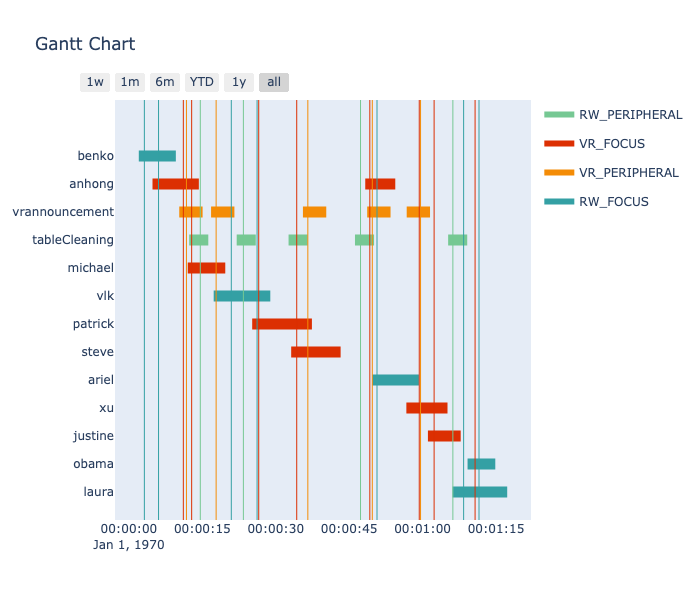 Gantt Chart
1w 1m 6m YTD 1y all
RW_PERIPHERAL
VR_FOCUS
VR_PERIPHERAL
RW_FOCUS
benko
anhong
vrannouncement
tableCleaning
michael
vlk
patrick
steve
ariel
xu
justine
obama
laura
00:00:00 00:00:15 00:00:30 00:00:45 00:01:00 00:01:15
Jan 1, 1970